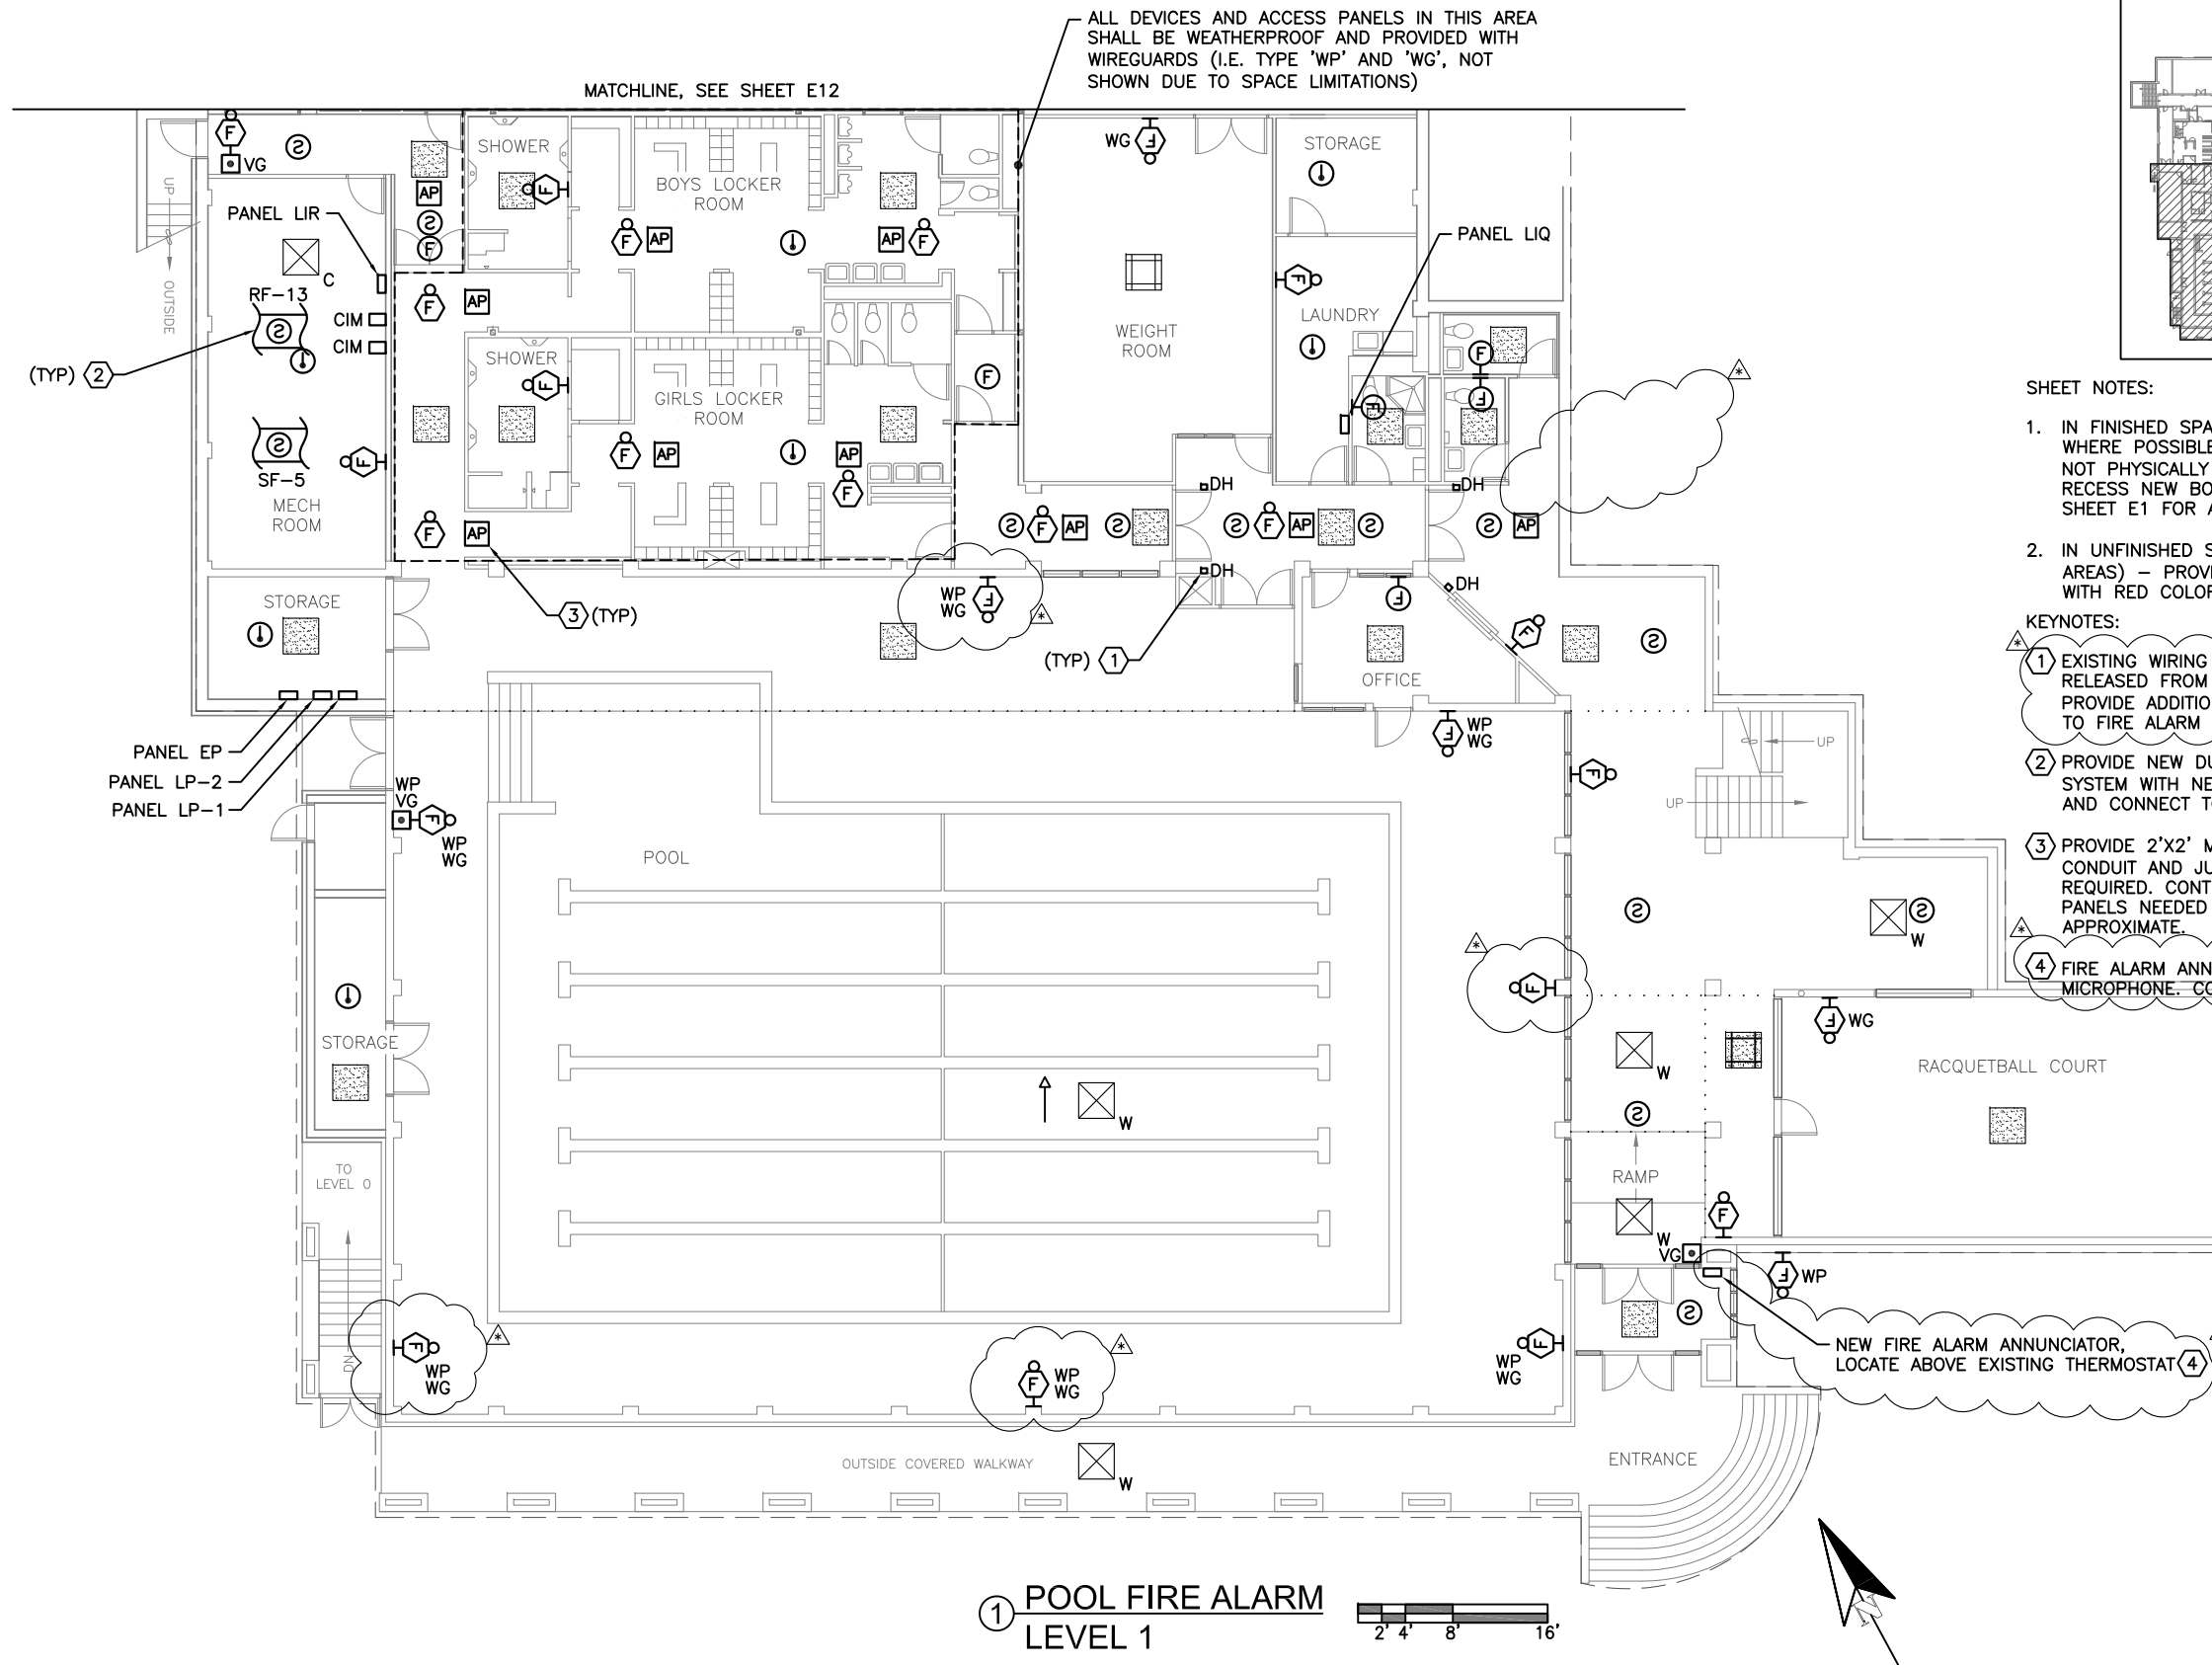 ALL DEVICES AND ACCESS PANELS IN THIS AREA
SHALL BE WEATHERPROOF AND PROVIDED WITH
WIREGUARDS (I.E. TYPE 'WP' AND 'WG', NOT
SHOWN DUE TO SPACE LIMITATIONS)
MATCHLINE, SEE SHEET E12
F
VG
S
AP
S
F
UP
OUTSIDE
PANEL LIR
C
RF-13
S
CIM
CIM
(TYP) 2
S
SF-5
F
MECH
ROOM
SHOWER
F
BOYS LOCKER
ROOM
F AP
AP F
F AP
SHOWER
F
GIRLS LOCKER
ROOM
F AP
AP
F
F
F AP
3 (TYP)
WG F
WEIGHT
ROOM
STORAGE
PANEL LIQ
F
LAUNDRY
F
F
F
DH
DH
S F AP S
S F AP S
S AP
DH
DH
F
F
S
OFFICE
(TYP) 1
WP
WG F
STORAGE
PANEL EP
PANEL LP-2
PANEL LP-1
WP
VG
F
WP
WG
F WP
WG
F
UP
UP
POOL
S
S
W
F
W
S
F WG
RACQUETBALL COURT
STORAGE
W
TO
LEVEL 0
DN
RAMP
W
VG
F
F WP
S
F
WP
WG
F WP
WG
F
WP
WG
NEW FIRE ALARM ANNUNCIATOR,
LOCATE ABOVE EXISTING THERMOSTAT 4
OUTSIDE COVERED WALKWAY
W
ENTRANCE
1 POOL FIRE ALARM
LEVEL 1
2' 4' 8' 16'
N
SHEET NOTES:
1. IN FINISHED SPA
WHERE POSSIBLE
NOT PHYSICALLY
RECESS NEW BO
SHEET E1 FOR A
2. IN UNFINISHED S
AREAS) – PROVI
WITH RED COLOR
KEYNOTES:
1 EXISTING WIRING
RELEASED FROM
PROVIDE ADDITIO
TO FIRE ALARM
2 PROVIDE NEW DU
SYSTEM WITH NE
AND CONNECT TO
3 PROVIDE 2'X2' M
CONDUIT AND JU
REQUIRED. CONT
PANELS NEEDED
APPROXIMATE.
4 FIRE ALARM ANN
MICROPHONE. CO